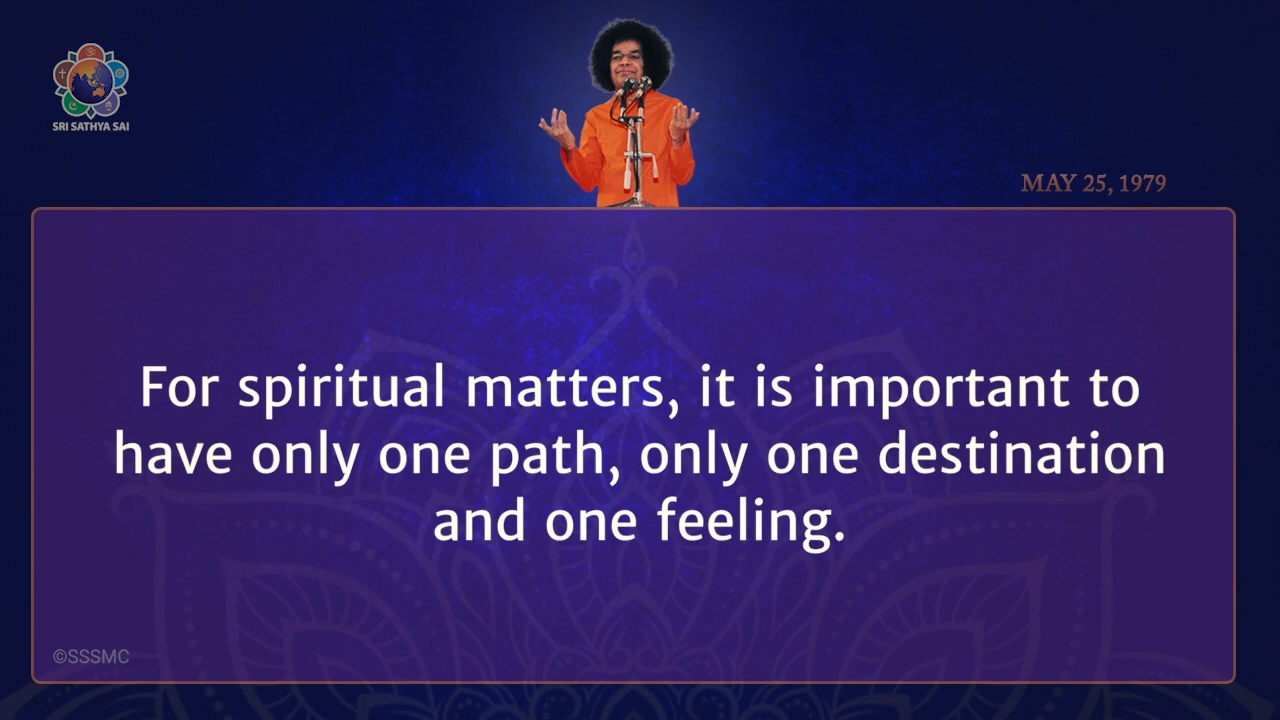 SRI SATHYA SAI
MAY 25, 1979
For spiritual matters, it is important to
have only one path, only one destination
and one feeling.
©SSSMC